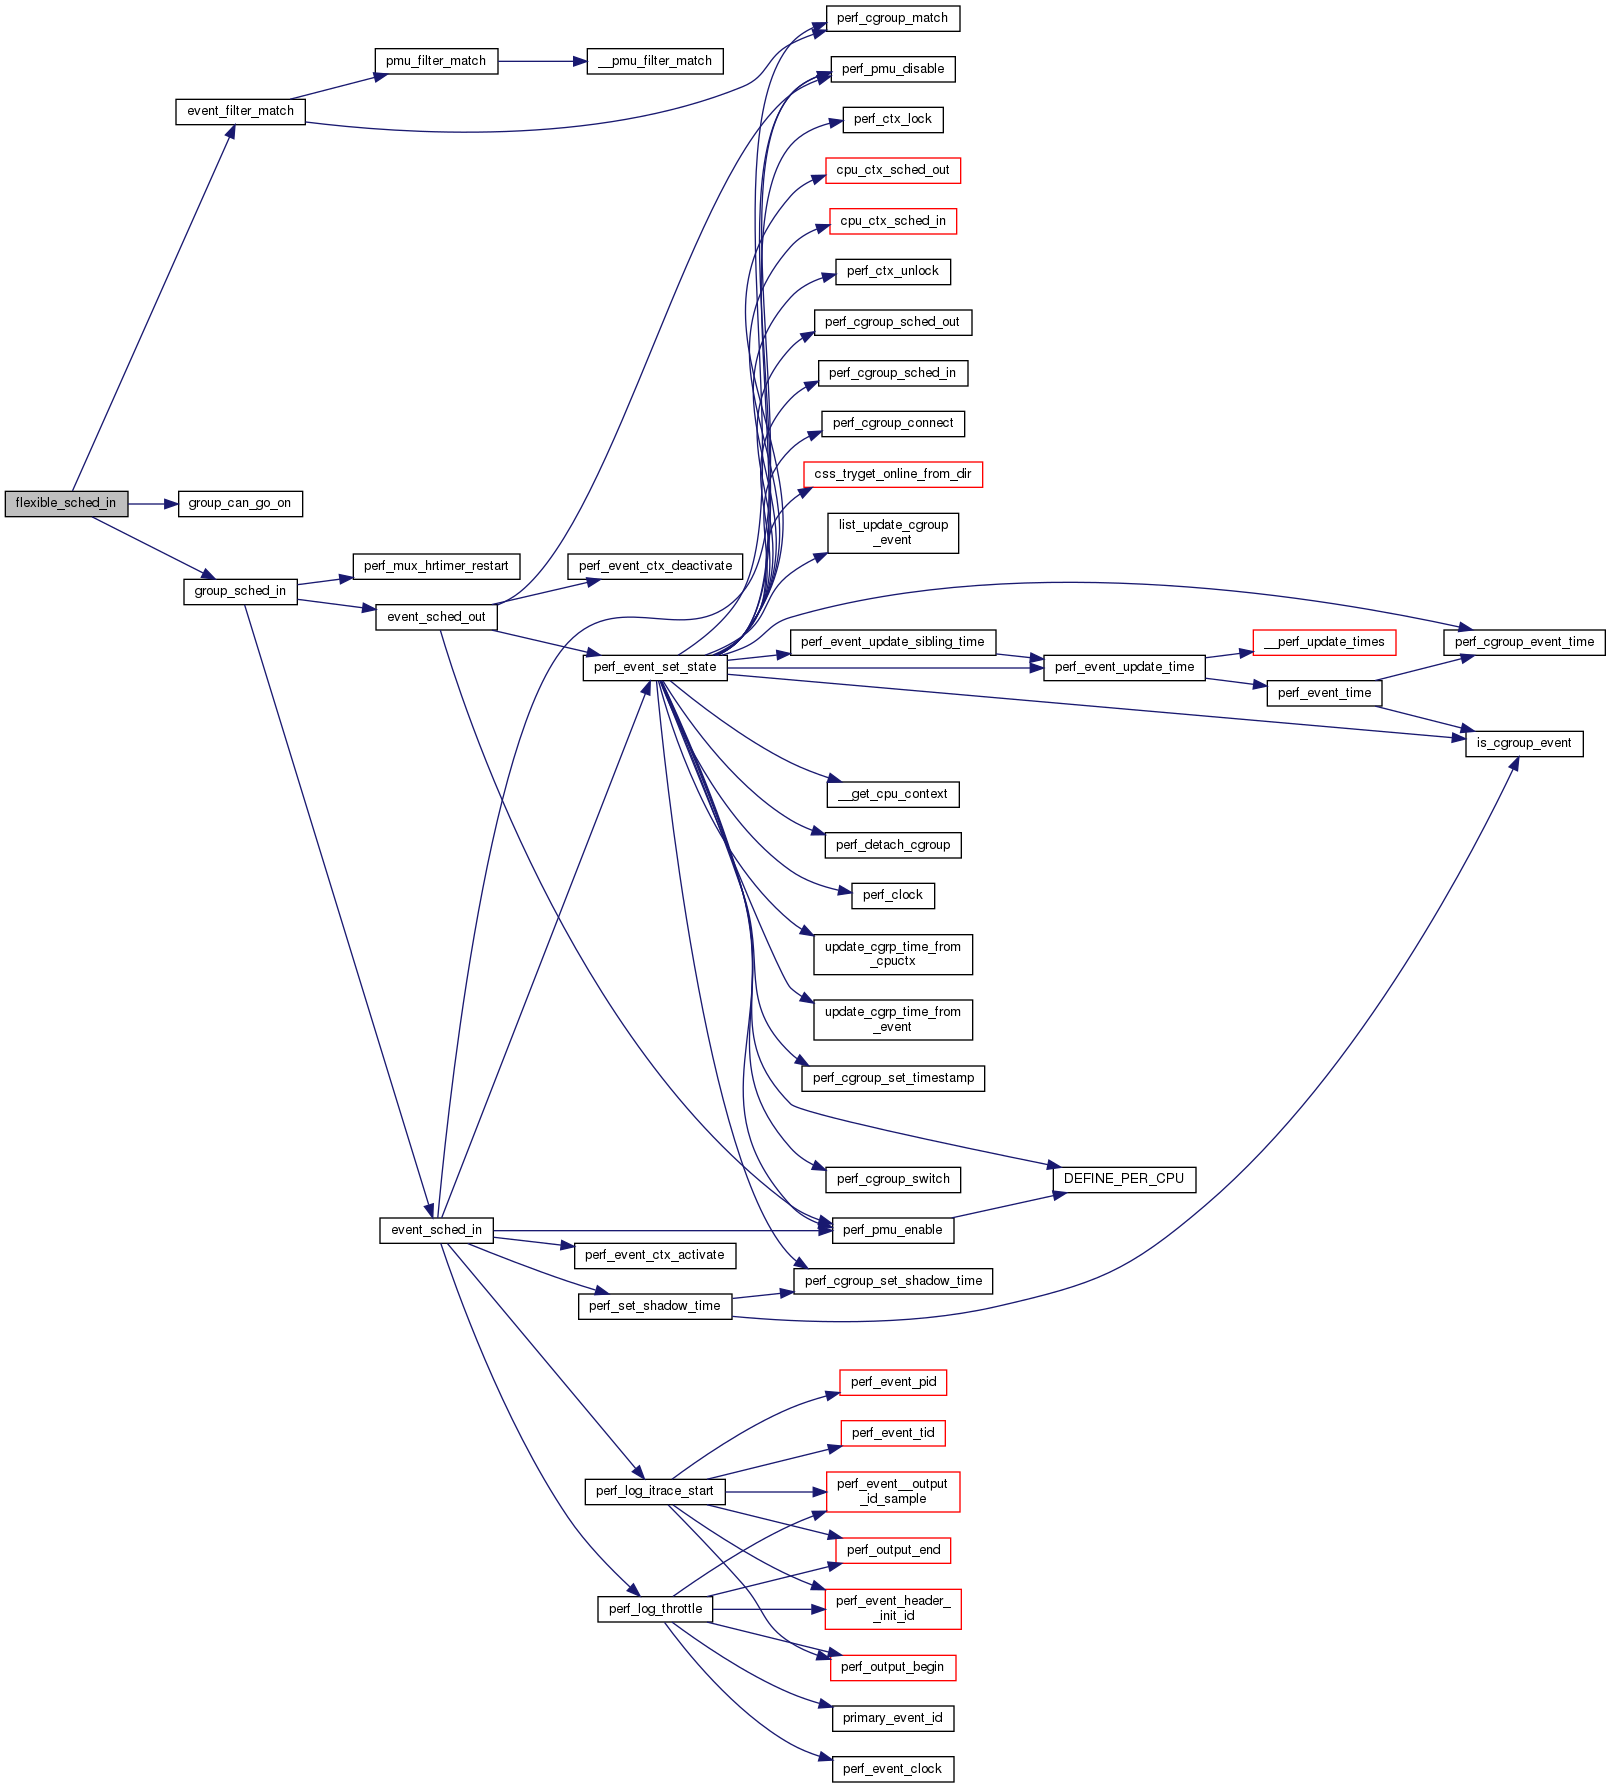 perf_cgroup_match
pmu_filter_match
__pmu_filter_match
perf_pmu_disable
event_filter_match
perf_ctx_lock
cpu_ctx_sched_out
cpu_ctx_sched_in
perf_ctx_unlock
perf_cgroup_sched_out
perf_cgroup_sched_in
perf_cgroup_connect
css_tryget_online_from_dir
flexible_sched_in
group_can_go_on
list_update_cgroup
_event
perf_mux_hrtimer_restart
perf_event_ctx_deactivate
group_sched_in
event_sched_out
perf_event_set_state
perf_event_update_sibling_time
perf_event_update_time
__perf_update_times
perf_cgroup_event_time
perf_event_time
is_cgroup_event
__get_cpu_context
perf_detach_cgroup
perf_clock
update_cgrp_time_from
_cpuctx
update_cgrp_time_from
_event
perf_cgroup_set_timestamp
perf_cgroup_switch
DEFINE_PER_CPU
event_sched_in
perf_pmu_enable
perf_event_ctx_activate
perf_cgroup_set_shadow_time
perf_set_shadow_time
perf_event_pid
perf_event_tid
perf_log_itrace_start
perf_event__output
_id_sample
perf_output_end
perf_log_throttle
perf_event_header_
_init_id
perf_output_begin
primary_event_id
perf_event_clock